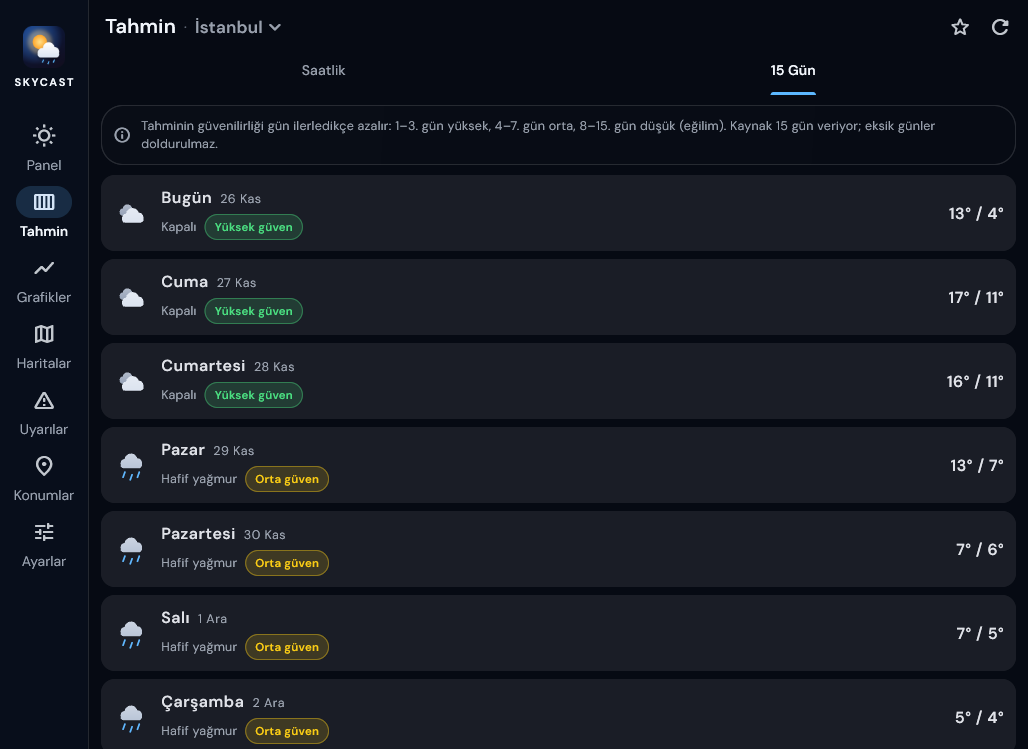 SKYCAST
Panel
Tahmin
Grafikler
Haritalar
Uyarılar
Konumlar
Ayarlar
Tahmin · İstanbul
Saatlik
15 Gün
Tahminin güvenilirliği gün ilerledikçe azalır: 1–3. gün yüksek, 4–7. gün orta, 8–15. gün düşük (eğilim). Kaynak 15 gün veriyor; eksik günler
doldurulmaz.
Bugün 26 Kas
Kapalı Yüksek güven
13° / 4°
Cuma 27 Kas
Kapalı Yüksek güven
17° / 11°
Cumartesi 28 Kas
Kapalı Yüksek güven
16° / 11°
Pazar 29 Kas
Hafif yağmur Orta güven
13° / 7°
Pazartesi 30 Kas
Hafif yağmur Orta güven
7° / 6°
Salı 1 Ara
Hafif yağmur Orta güven
7° / 5°
Çarşamba 2 Ara
Hafif yağmur Orta güven
5° / 4°